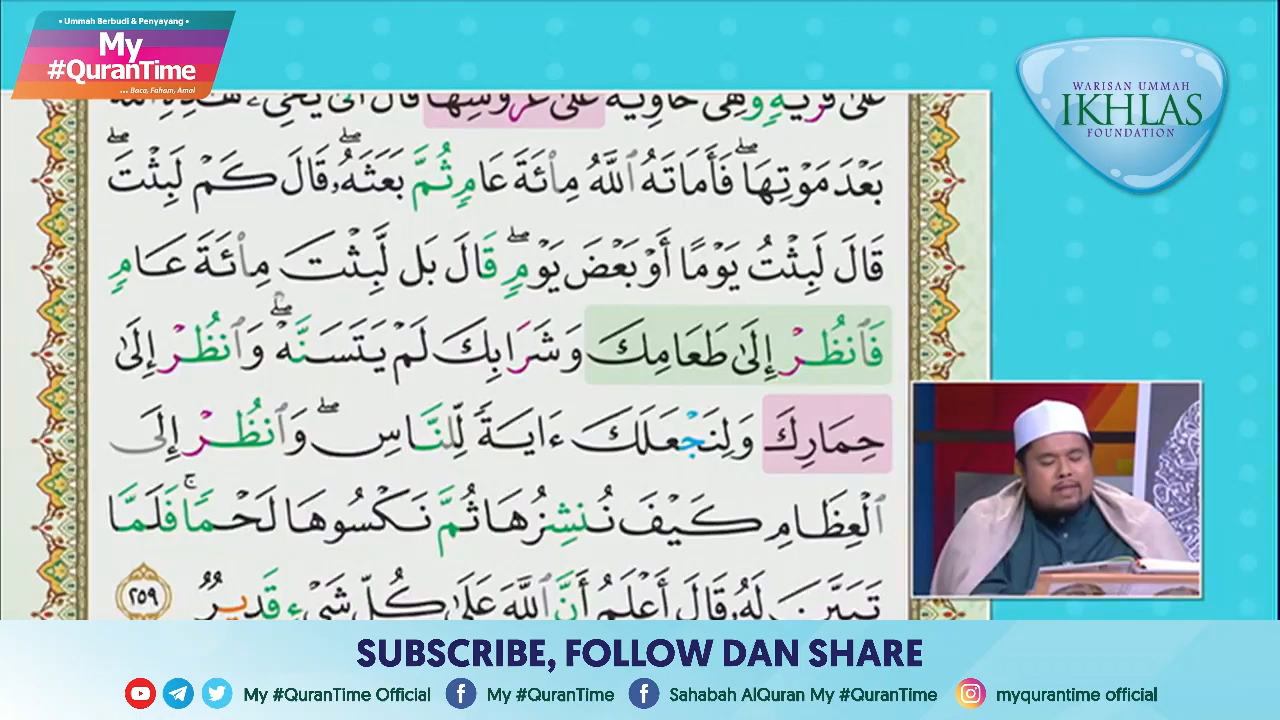 • Ummah Berbudi & Penyayang •
My
#QuranTime
... Baca, Faham, Amal
WARISAN UMMAH
IKHLAS
FOUNDATION
بَعْدَ مَوْتِهَاۖ فَأَمَاتَهُ ٱللَّهُ مِا۟ئَةَ عَامٍ ثُمَّ بَعَثَهُۥۖ قَالَ كَمْ لَبِثْتَۖ
قَالَ لَبِثْتُ يَوْمًا أَوْ بَعْضَ يَوْمٍۖ قَالَ بَل لَّبِثْتَ مِا۟ئَةَ عَامٍ
فَٱنظُرْ إِلَىٰ طَعَامِكَ وَشَرَابِكَ لَمْ يَتَسَنَّهْۖ وَٱنظُرْ إِلَىٰ
حِمَارِكَ وَلِنَجْعَلَكَ ءَايَةً لِّلنَّاسِۖ وَٱنظُرْ إِلَى
ٱلْعِظَامِ كَيْفَ نُنشِزُهَا ثُمَّ نَكْسُوهَا لَحْمًاۚ فَلَمَّا
تَبَيَّنَ لَهُۥ قَالَ أَعْلَمُ أَنَّ ٱللَّهَ عَلَىٰ كُلِّ شَىْءٍ قَدِيرٌ ٢٥٩
SUBSCRIBE, FOLLOW DAN SHARE
My #QuranTime Official My #QuranTime Sahabah AlQuran My #QuranTime myqurantime official